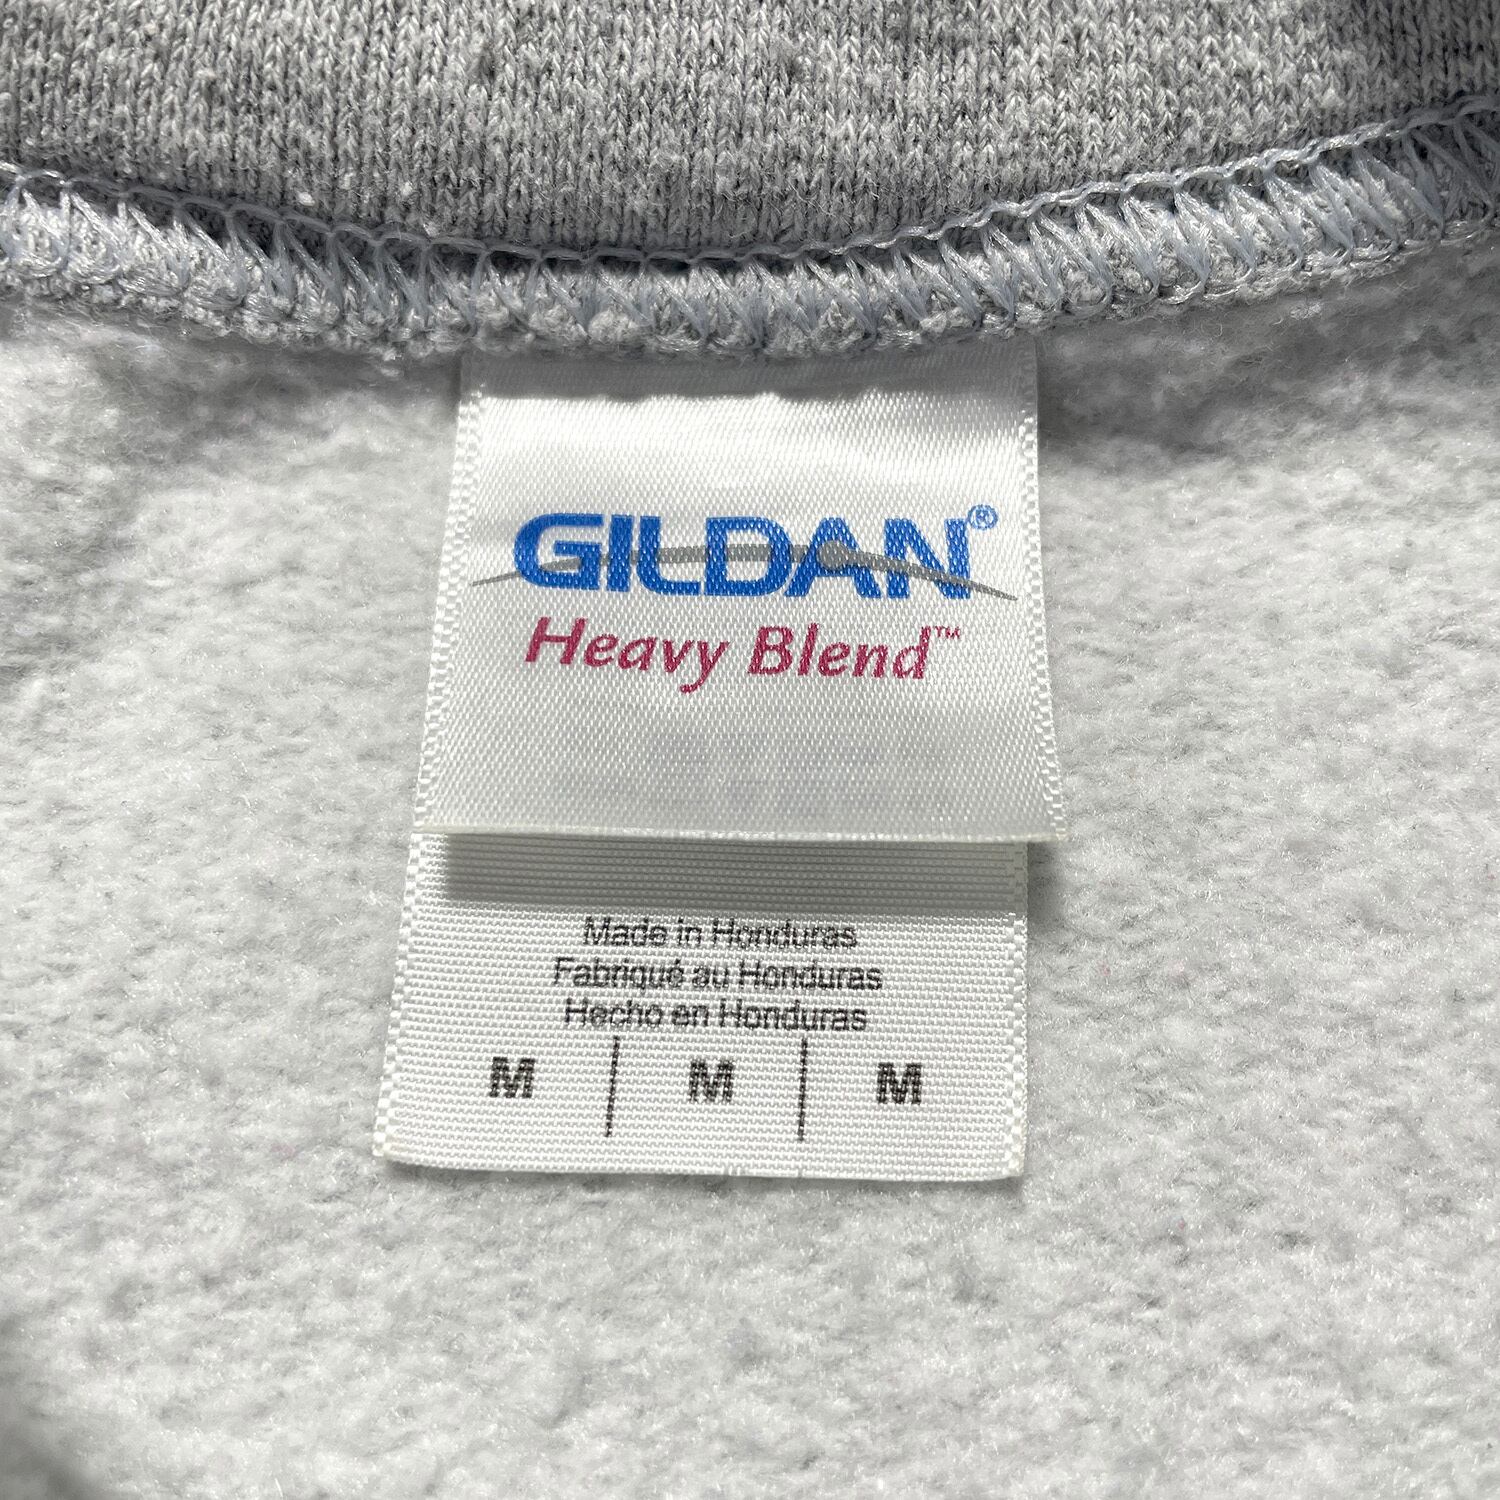 GILDAN®
Heavy Blend™
Made in Honduras
Fabriqué au Honduras
Hecho en Honduras
M | M | M